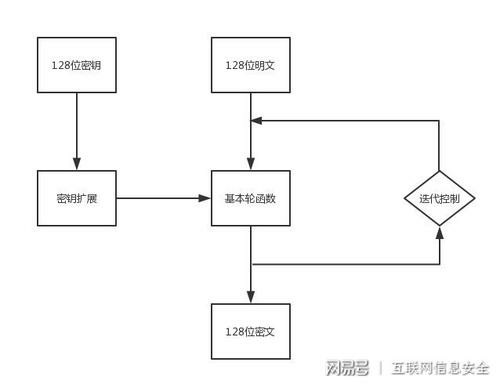 128位密钥
128位明文
密钥扩展
基本轮函数
迭代控制
128位密文
网易号 | 互联网信息安全